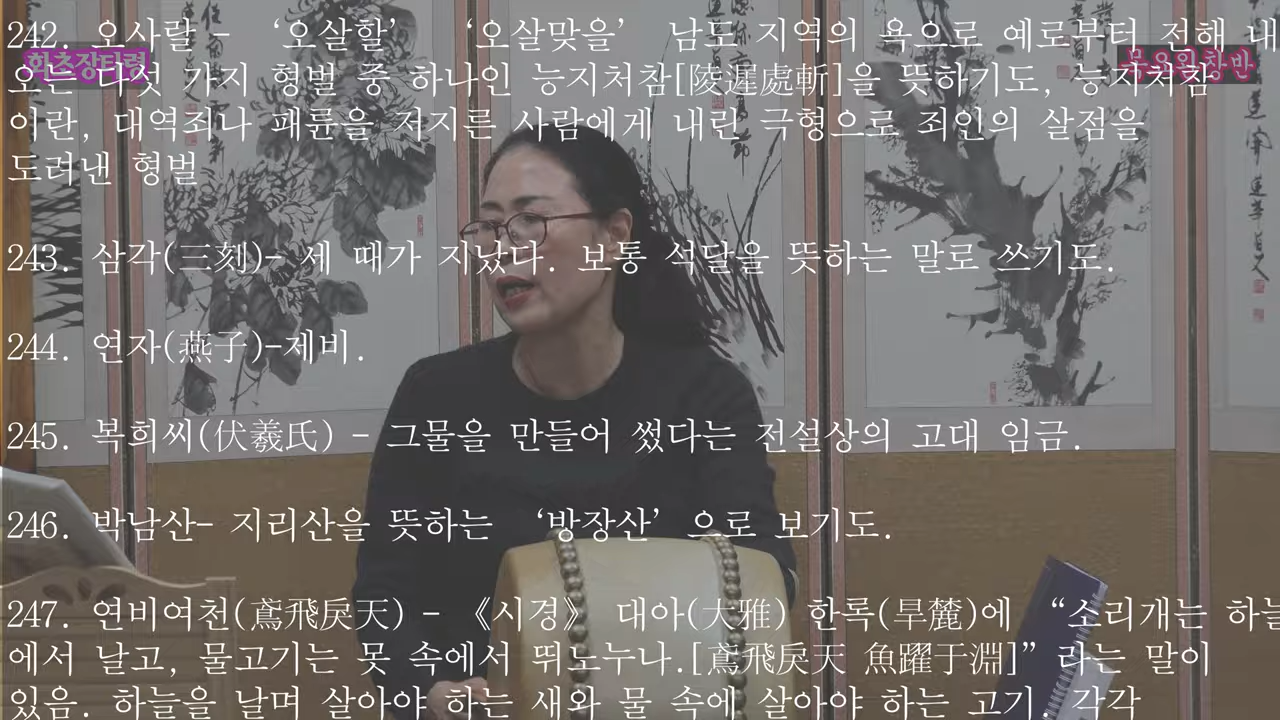 242. 오사랄 - ‘오살할’ ‘오살맞을’ 남도 지역의 욕으로 예로부터 전해 내
화초장타령
목요완창반
오는 다섯 가지 형벌 중 하나인 능지처참[陵遲處斬]을 뜻하기도, 능지처참
이란, 대역죄나 패륜을 저지른 사람에게 내린 극형으로 죄인의 살점을
도려낸 형벌
243. 삼각(三刻)- 세 때가 지났다. 보통 석달을 뜻하는 말로 쓰기도.
244. 연자(燕子)-제비.
245. 복희씨(伏羲氏) - 그물을 만들어 썼다는 전설상의 고대 임금.
246. 박남산- 지리산을 뜻하는 ‘방장산’으로 보기도.
247. 연비여천(鳶飛戾天) - 《시경》 대아(大雅) 한록(旱麓)에 “소리개는 하늘
에서 날고, 물고기는 못 속에서 뛰노누나.[鳶飛戾天 魚躍于淵]”라는 말이
있음. 하늘을 날며 살아야 하는 새와 물 속에 살아야 하는 고기. 각각